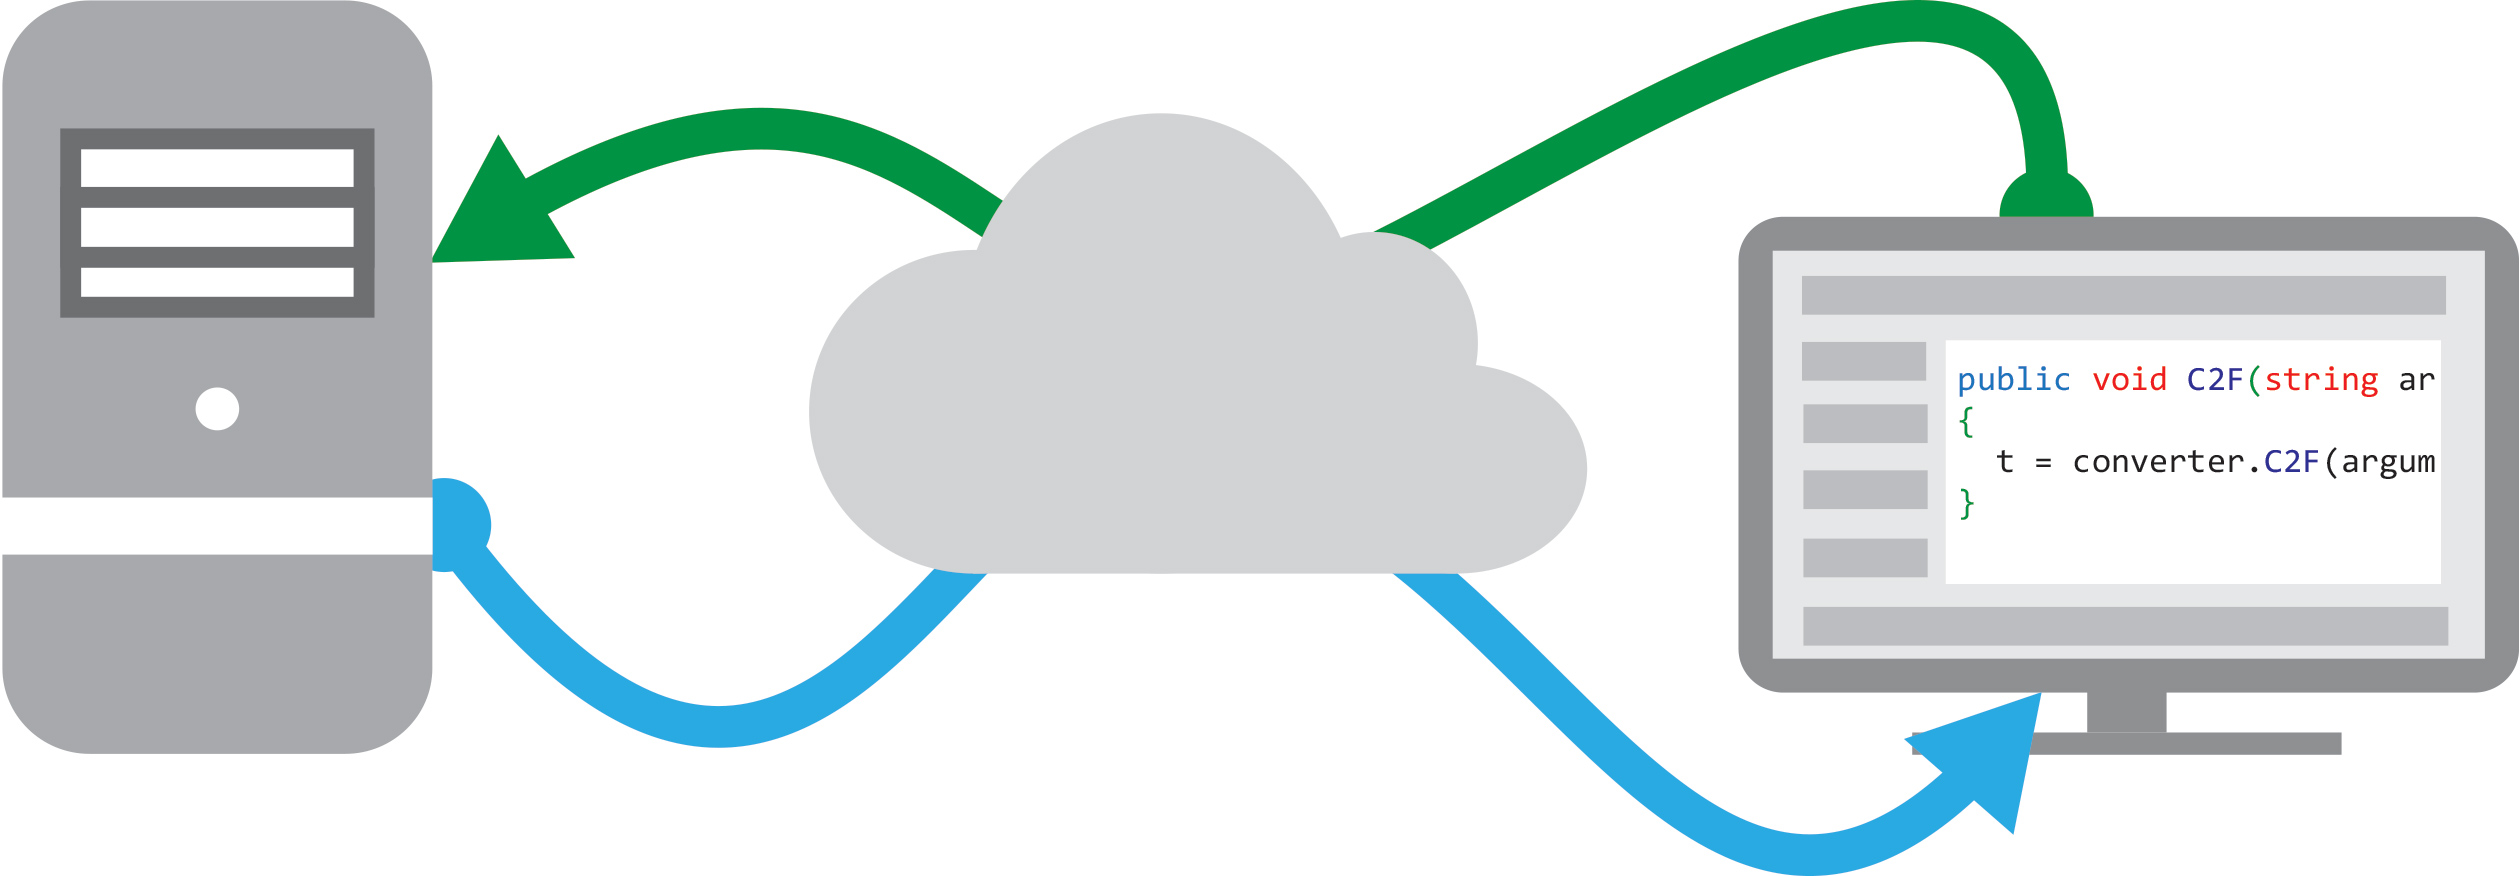 public void C2F(string ar
{
t = converter.C2F(argum
}